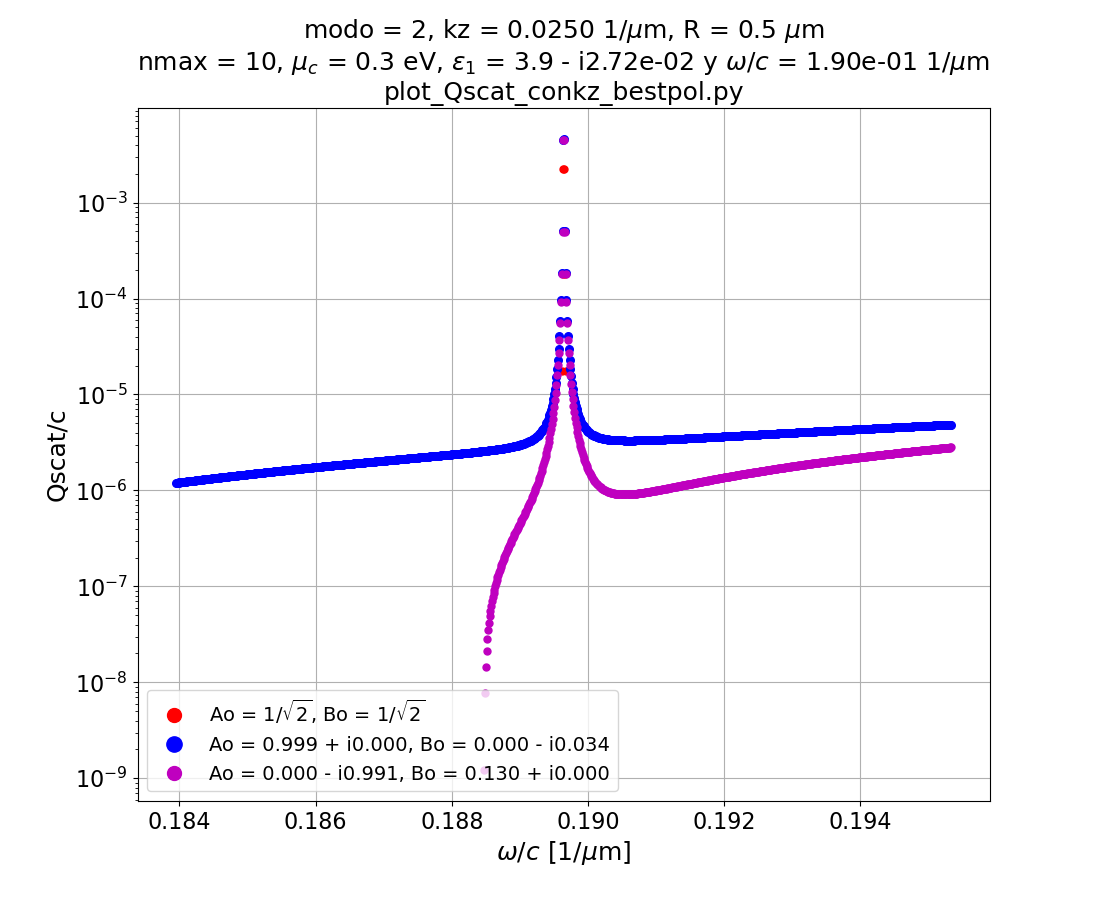 modo = 2, kz = 0.0250 1/μm, R = 0.5 μm
nmax = 10, μ_c = 0.3 eV, ε_1 = 3.9 - i2.72e-02 y ω/c = 1.90e-01 1/μm
plot_Qscat_conkz_bestpol.py
Qscat/c
10^-3
10^-4
10^-5
10^-6
10^-7
10^-8
10^-9
Ao = 1/√2, Bo = 1/√2
Ao = 0.999 + i0.000, Bo = 0.000 - i0.034
Ao = 0.000 - i0.991, Bo = 0.130 + i0.000
0.184 0.186 0.188 0.190 0.192 0.194
ω/c [1/μm]